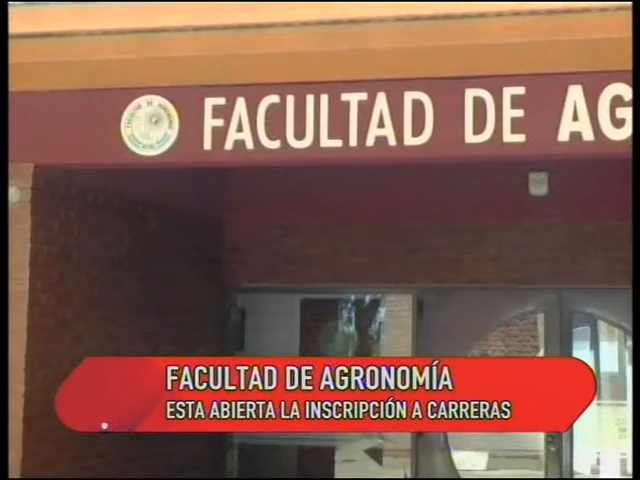 FACULTAD DE AG
FACULTAD DE AGRONOMÍA
ESTA ABIERTA LA INSCRIPCIÓN A CARRERAS